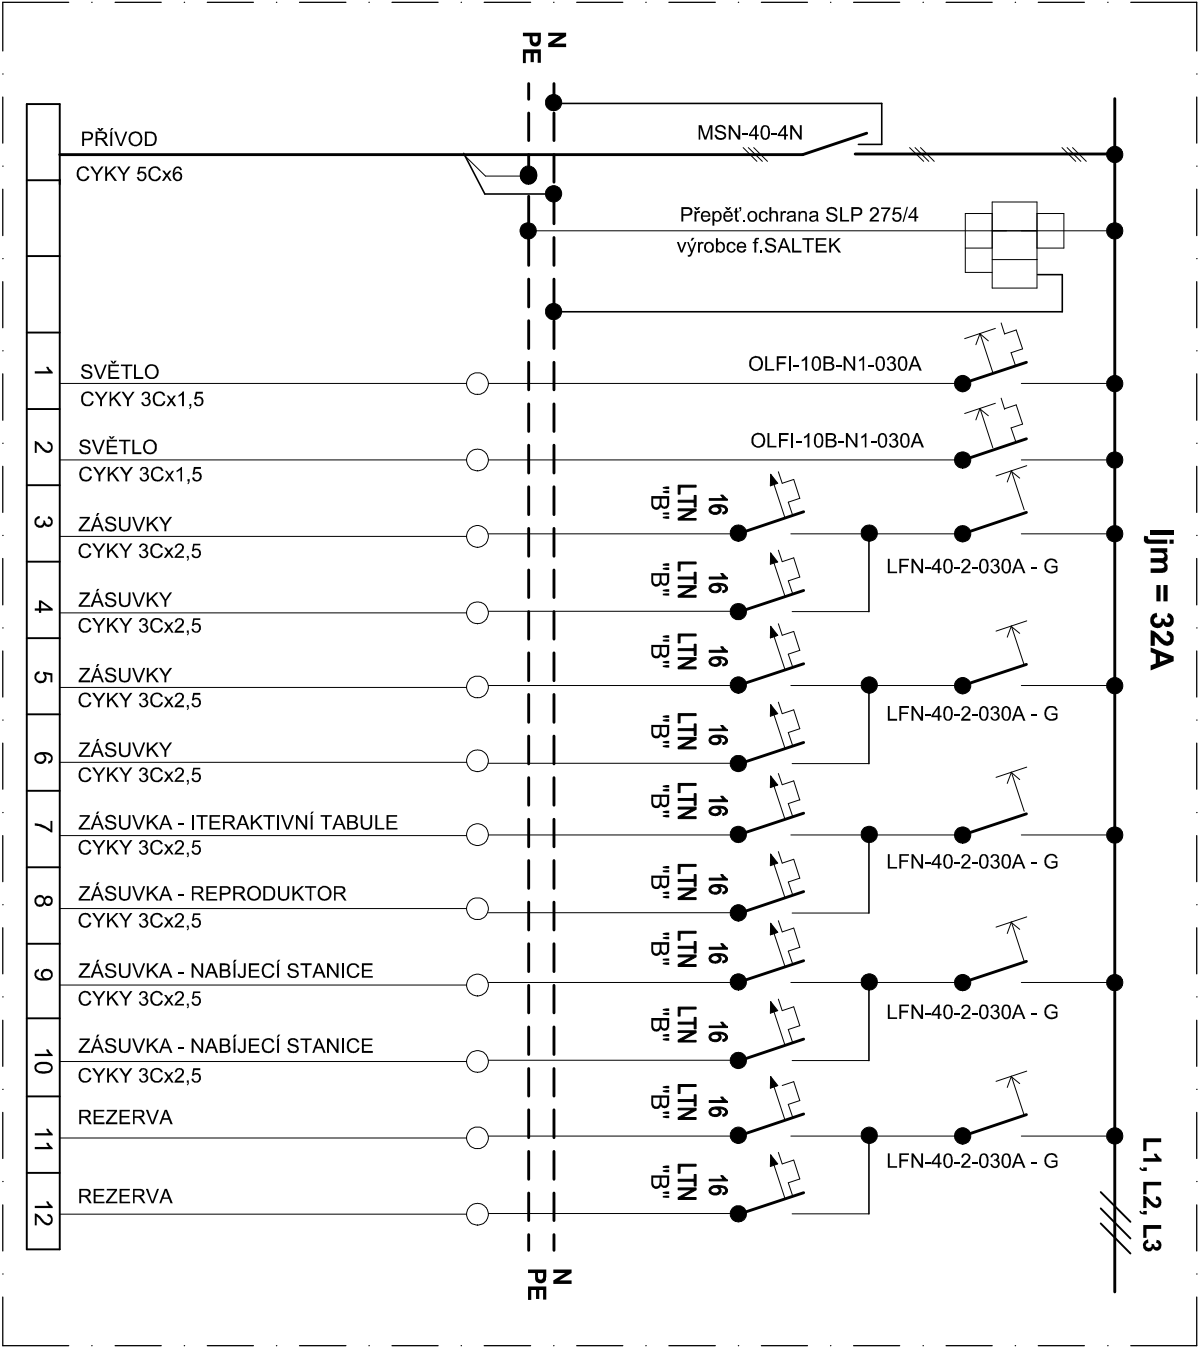 N
PE
PŘÍVOD
CYKY 5Cx6
MSN-40-4N
Přepěť.ochrana SLP 275/4
výrobce f.SALTEK
1
SVĚTLO
CYKY 3Cx1,5
OLFI-10B-N1-030A
2
SVĚTLO
CYKY 3Cx1,5
OLFI-10B-N1-030A
3
ZÁSUVKY
CYKY 3Cx2,5
16
LTN
"B"
LFN-40-2-030A - G
4
ZÁSUVKY
CYKY 3Cx2,5
16
LTN
"B"
Ijm = 32A
5
ZÁSUVKY
CYKY 3Cx2,5
16
LTN
"B"
LFN-40-2-030A - G
6
ZÁSUVKY
CYKY 3Cx2,5
16
LTN
"B"
7
ZÁSUVKA - ITERAKTIVNÍ TABULE
CYKY 3Cx2,5
16
LTN
"B"
LFN-40-2-030A - G
8
ZÁSUVKA - REPRODUKTOR
CYKY 3Cx2,5
16
LTN
"B"
9
ZÁSUVKA - NABÍJECÍ STANICE
CYKY 3Cx2,5
16
LTN
"B"
LFN-40-2-030A - G
10
ZÁSUVKA - NABÍJECÍ STANICE
CYKY 3Cx2,5
16
LTN
"B"
11
REZERVA
16
LTN
"B"
LFN-40-2-030A - G
12
REZERVA
16
LTN
"B"
L1, L2, L3
N
PE